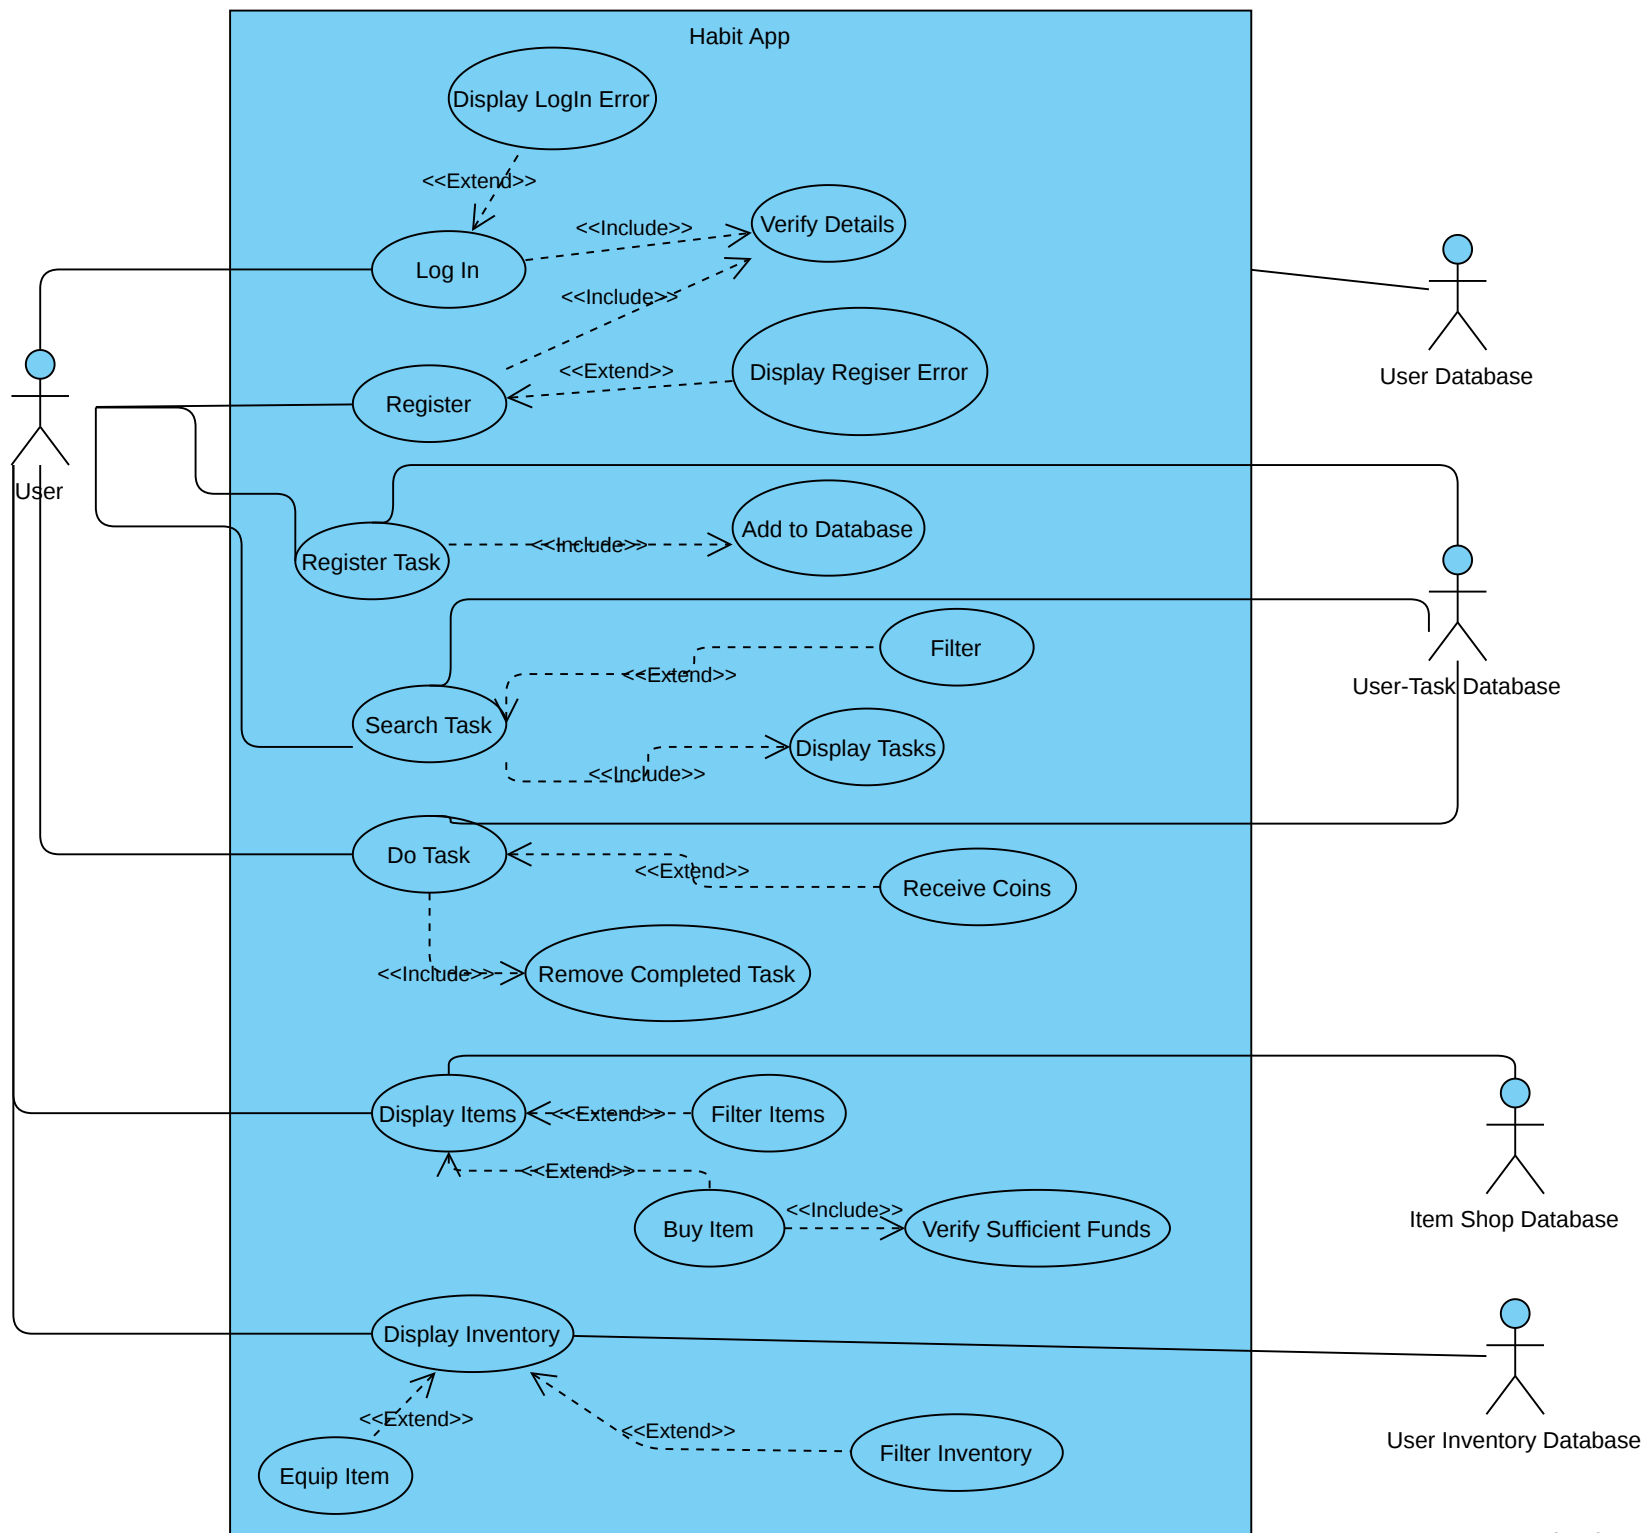 Habit App
Display LogIn Error
<<Extend>>
<<Include>>
Verify Details
Log In
<<Include>>
<<Extend>>
Display Regiser Error
User Database
Register
User
Add to Database
<<Include>>
Register Task
Filter
<<Extend>>
User-Task Database
Search Task
Display Tasks
<<Include>>
Do Task
<<Extend>>
Receive Coins
<<Include>>
Remove Completed Task
Display Items
<<Extend>>
Filter Items
<<Extend>>
<<Include>>
Buy Item
Verify Sufficient Funds
Item Shop Database
Display Inventory
<<Extend>>
<<Extend>>
User Inventory Database
Filter Inventory
Equip Item